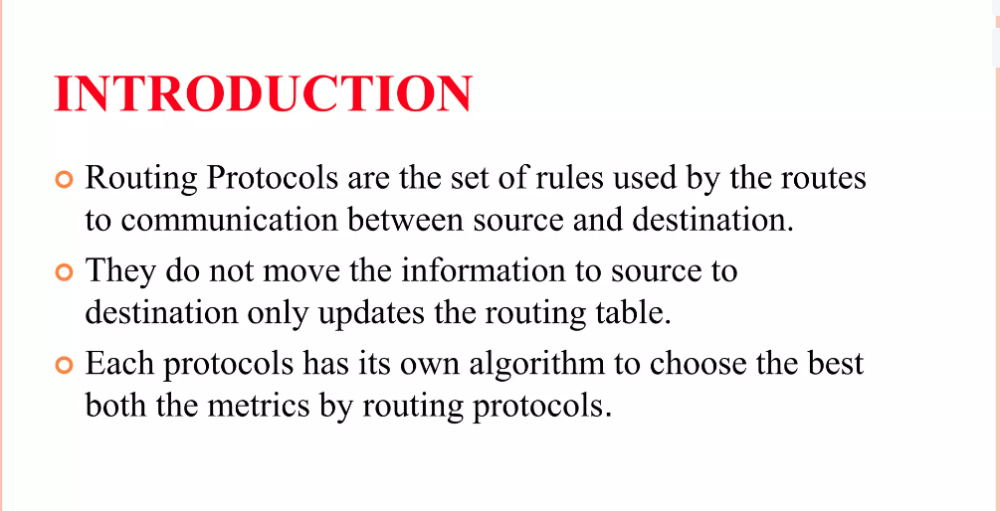 INTRODUCTION
Routing Protocols are the set of rules used by the routes
to communication between source and destination.
They do not move the information to source to
destination only updates the routing table.
Each protocols has its own algorithm to choose the best
both the metrics by routing protocols.